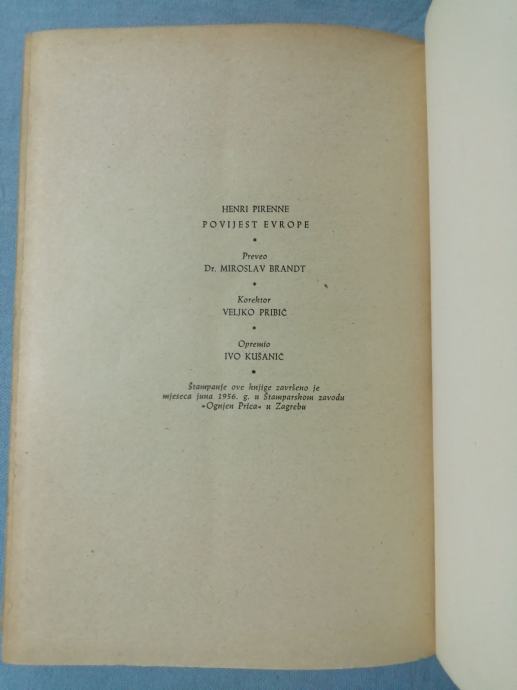 HENRI PIRENNE
POVIJEST EVROPE
*
Preveo
Dr. MIROSLAV BRANDT
*
Korektor
VELJKO PRIBIĆ
*
Opremio
IVO KUŠANIĆ
*
Štampanje ove knjige završeno je
mjeseca juna 1956. g. u Štamparskom zavodu
»Ognjen Prica« u Zagrebu